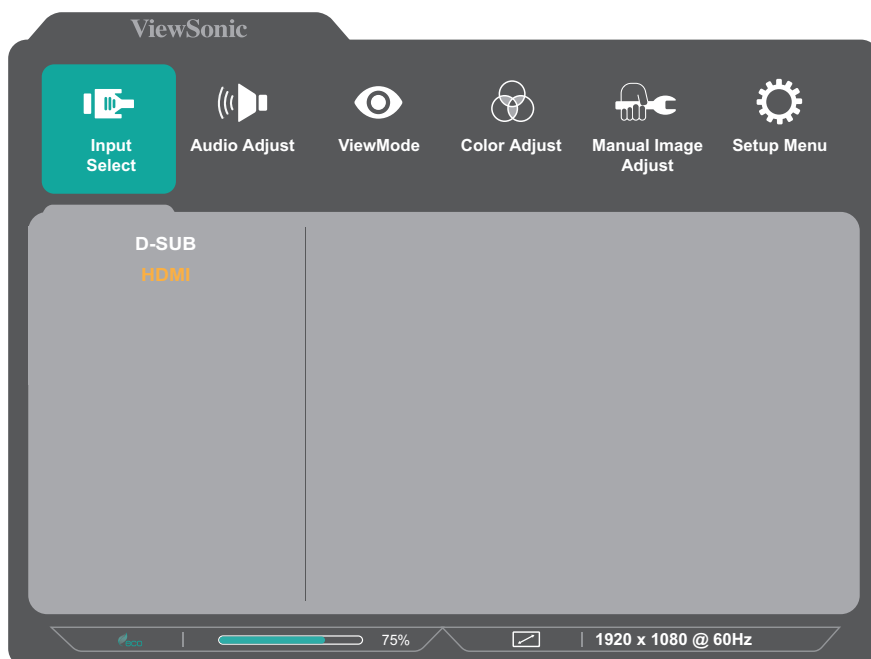 ViewSonic
Input
Select
Audio Adjust
ViewMode
Color Adjust
Manual Image
Adjust
Setup Menu
D-SUB
HDMI
eco
75%
1920 x 1080 @ 60Hz